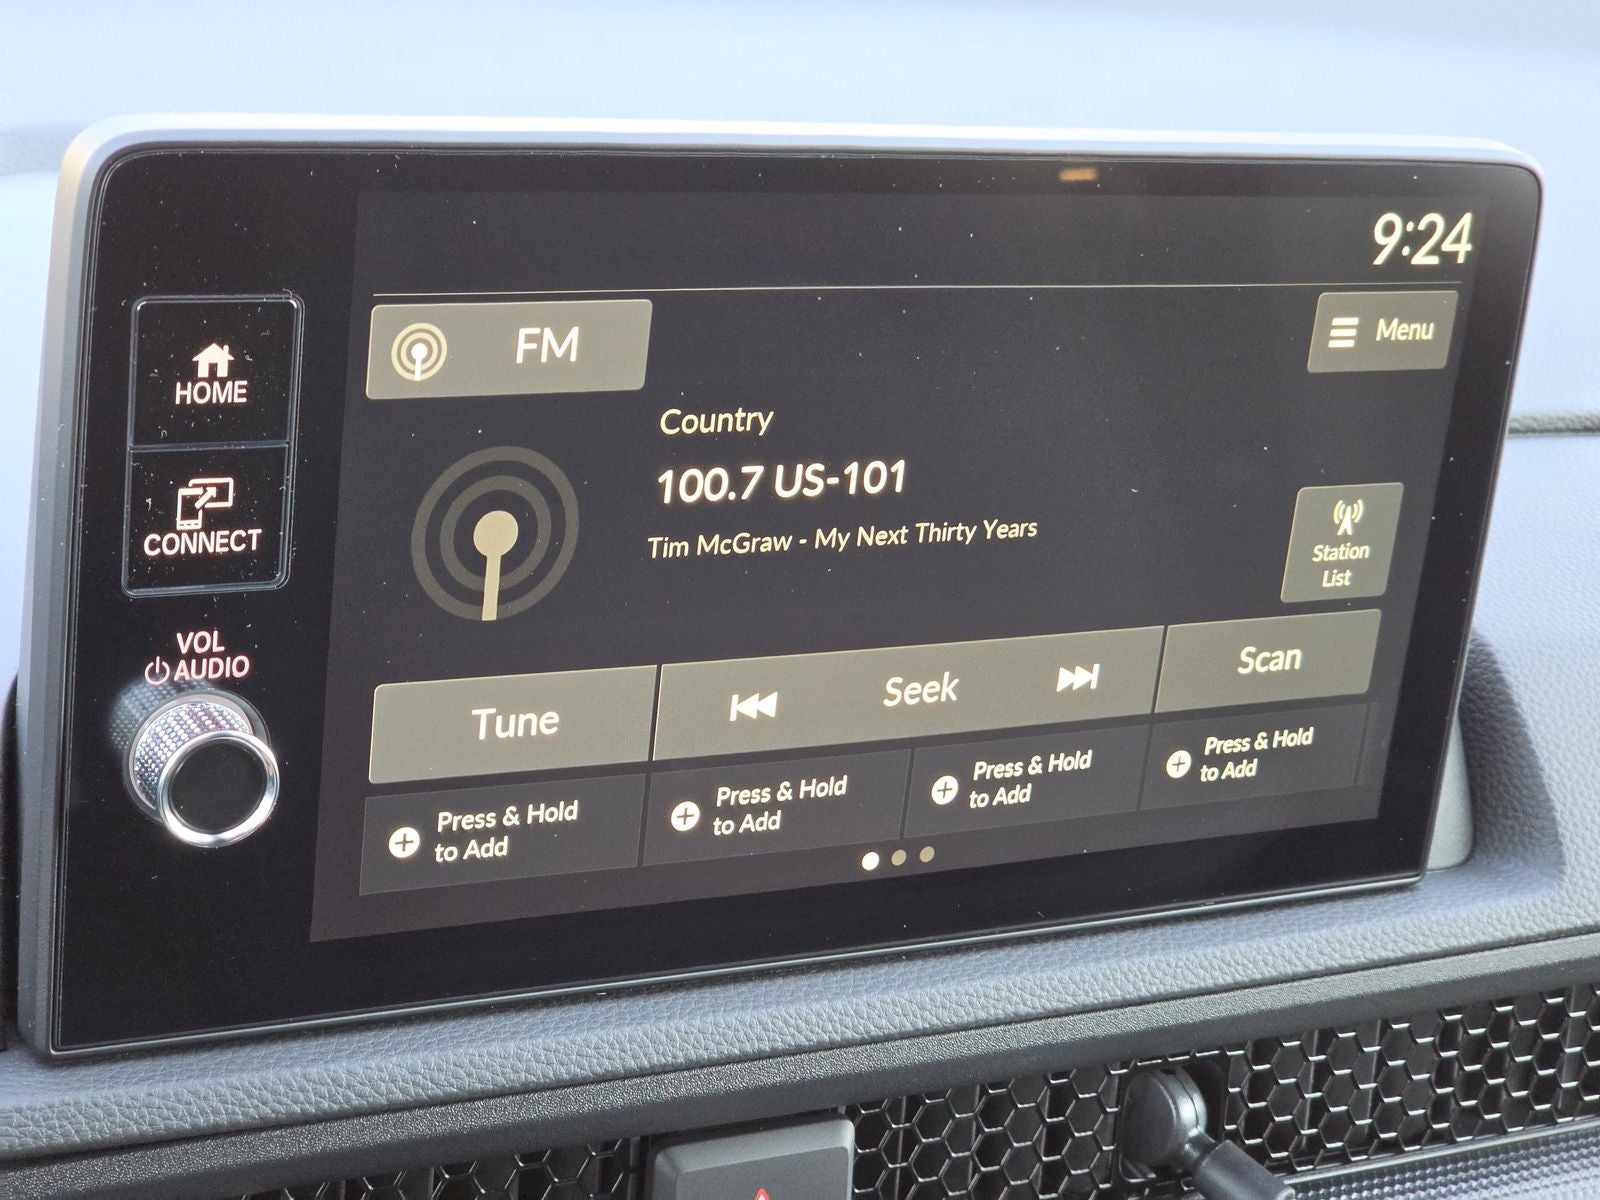 9:24
HOME
CONNECT
VOL
AUDIO
FM
Menu
Country
100.7 US-101
Tim McGraw - My Next Thirty Years
Station
List
Tune
Seek
Scan
Press & Hold
to Add
Press & Hold
to Add
Press & Hold
to Add
Press & Hold
to Add